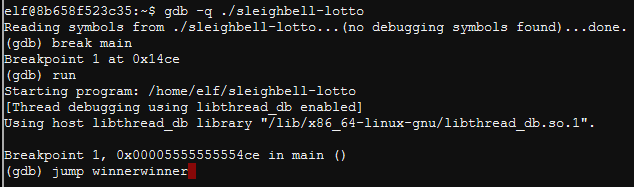 elf@8b658f523c35:~$ gdb -q ./sleighbell-lotto
Reading symbols from ./sleighbell-lotto...(no debugging symbols found)...done.
(gdb) break main
Breakpoint 1 at 0x14ce
(gdb) run
Starting program: /home/elf/sleighbell-lotto
[Thread debugging using libthread_db enabled]
Using host libthread_db library "/lib/x86_64-linux-gnu/libthread_db.so.1".
Breakpoint 1, 0x00005555555554ce in main ()
(gdb) jump winnerwinner